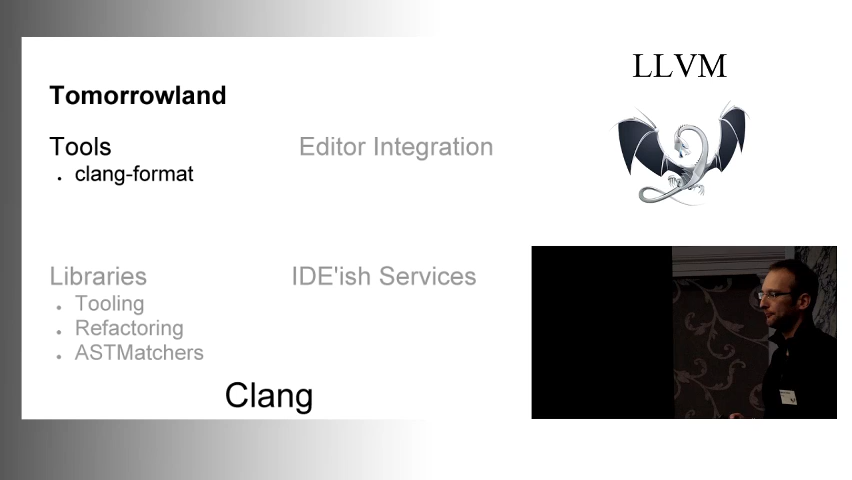 LLVM
Tomorrowland
Tools
• clang-format
Editor Integration
Libraries
• Tooling
• Refactoring
• ASTMatchers
IDE'ish Services
Clang